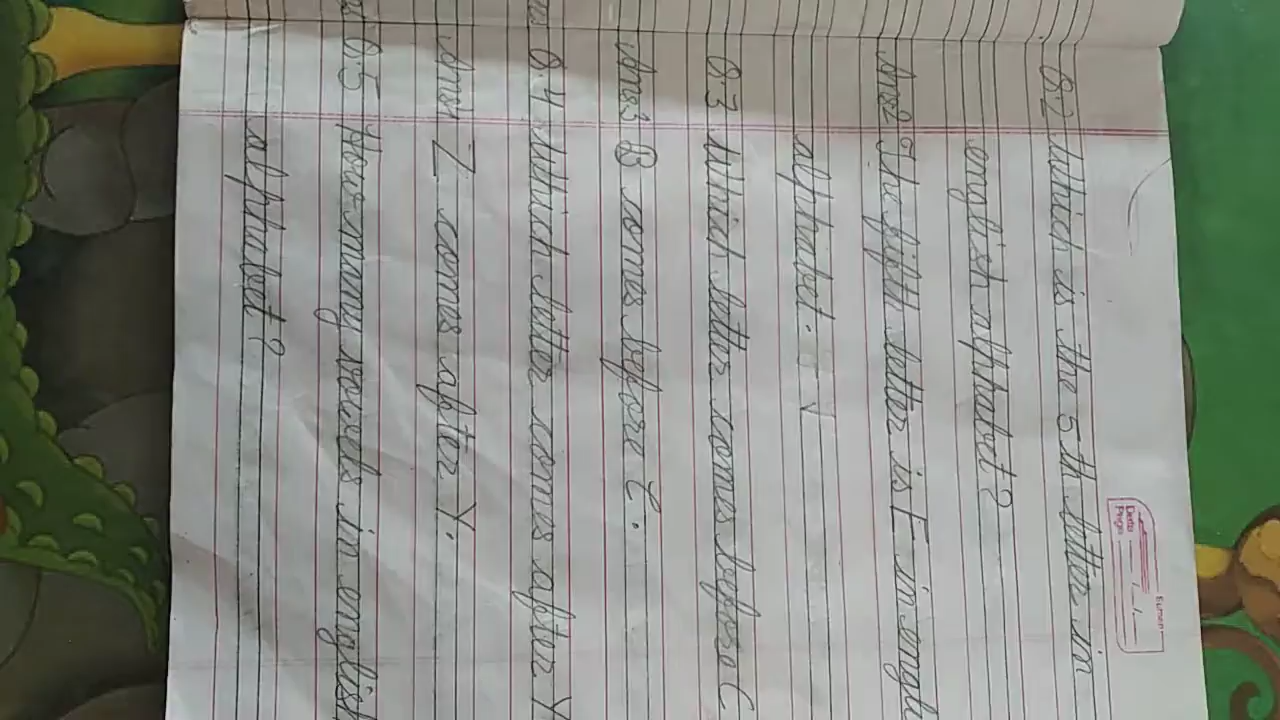 Date
Page
Q.2 Which is the 5th letter in
english alphabet?
Ans2 The fifth letter is E in engl
alphabet.
Q.3 Which letter comes before C
Ans3 B comes before C.
Q.4 Which letter comes after Y
Ans4 Z comes after Y.
Q.5 How many voweds in english
alphabet?